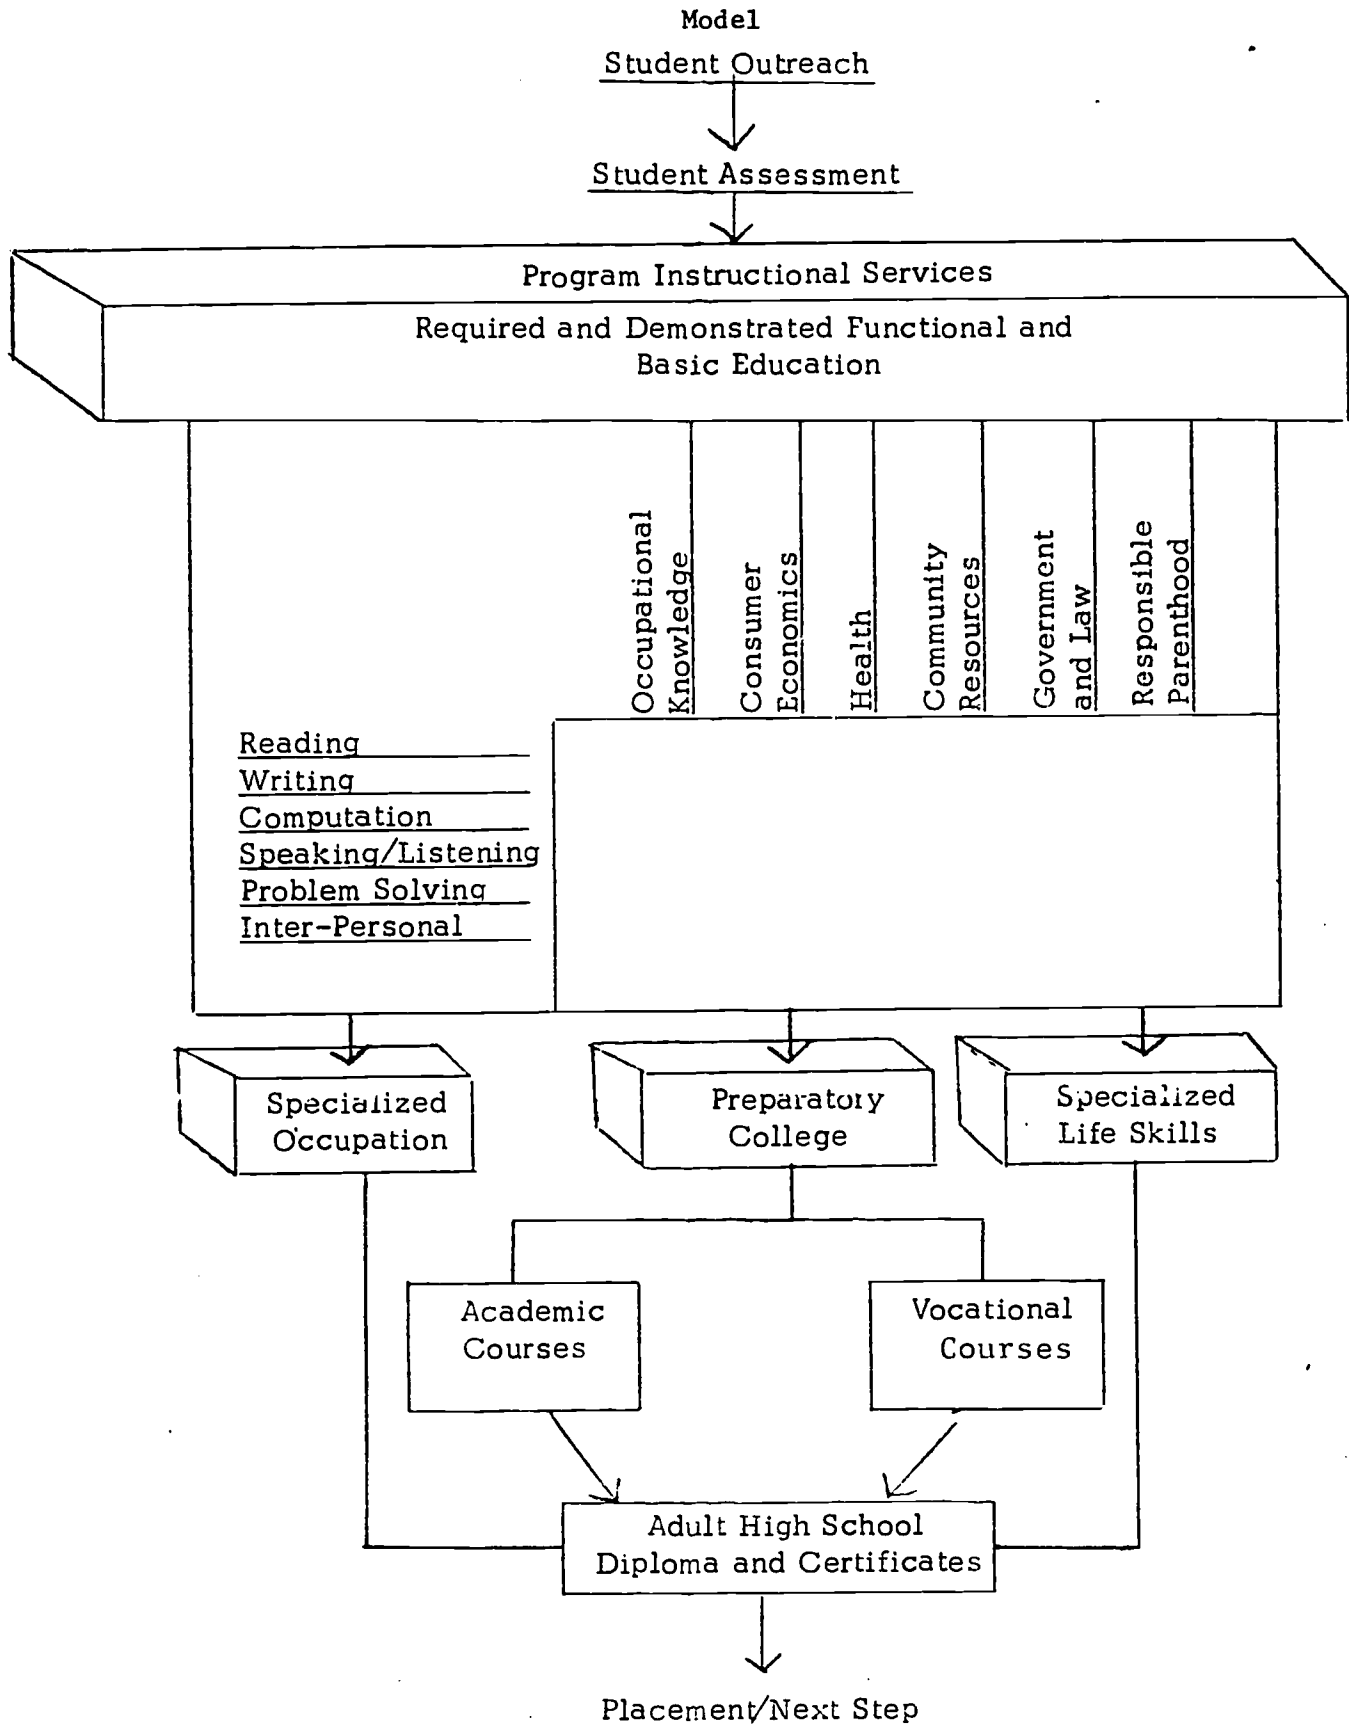 Model
Student Outreach
Student Assessment
Program Instructional Services
Required and Demonstrated Functional and
Basic Education
Occupational
Knowledge
Consumer
Economics
Health
Community
Resources
Government
and Law
Responsible
Parenthood
Reading
Writing
Computation
Speaking/Listening
Problem Solving
Inter-Personal
Specialized
Occupation
Preparatory
College
Specialized
Life Skills
Academic
Courses
Vocational
Courses
Adult High School
Diploma and Certificates
Placement/Next Step